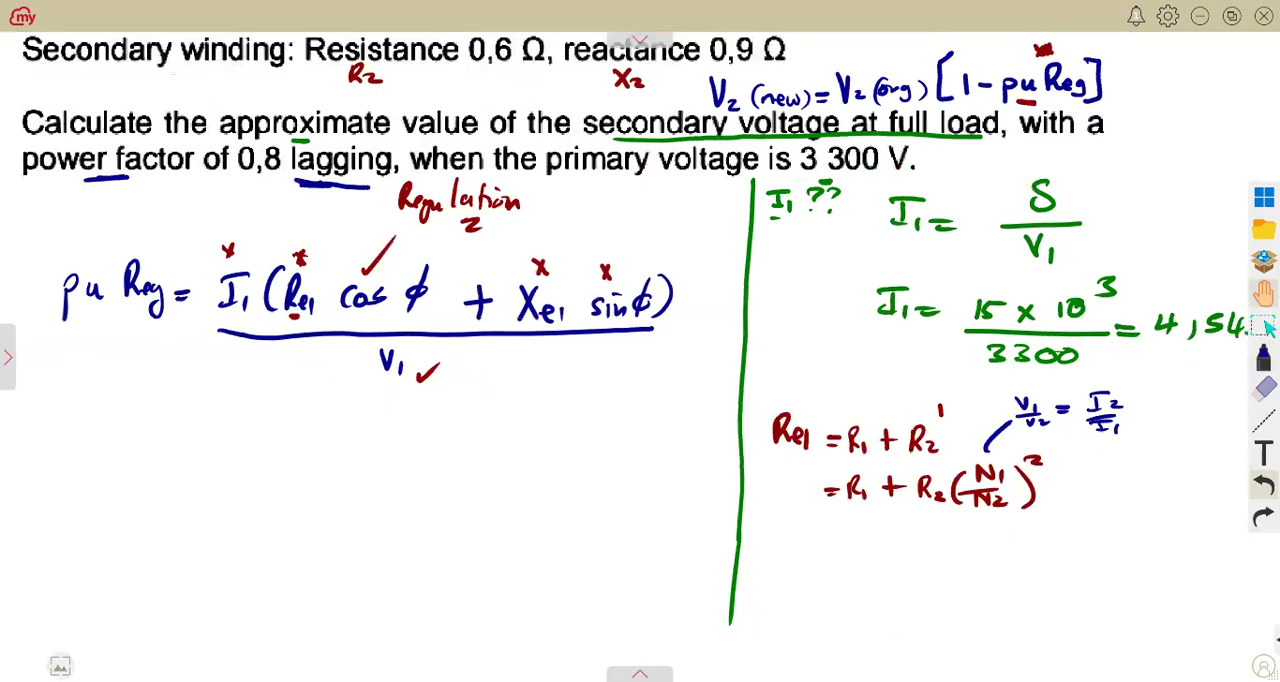 my
Secondary winding: Resistance 0,6 Ω, reactance 0,9 Ω
R2 X2
V2 (new) = V2 (org) [1 - pu Reg]
Calculate the approximate value of the secondary voltage at full load, with a
power factor of 0,8 lagging, when the primary voltage is 3 300 V.
Regulation
pu Reg = I1 (Re1 cos ϕ + Xe1 sin ϕ)
V1
I1 ??
I1 = S
V1
I1 = 15 x 10³
3300
= 4,54
Re1 = R1 + R2'
V1/V2 = I2/I1
= R1 + R2 (N1/N2)²
T